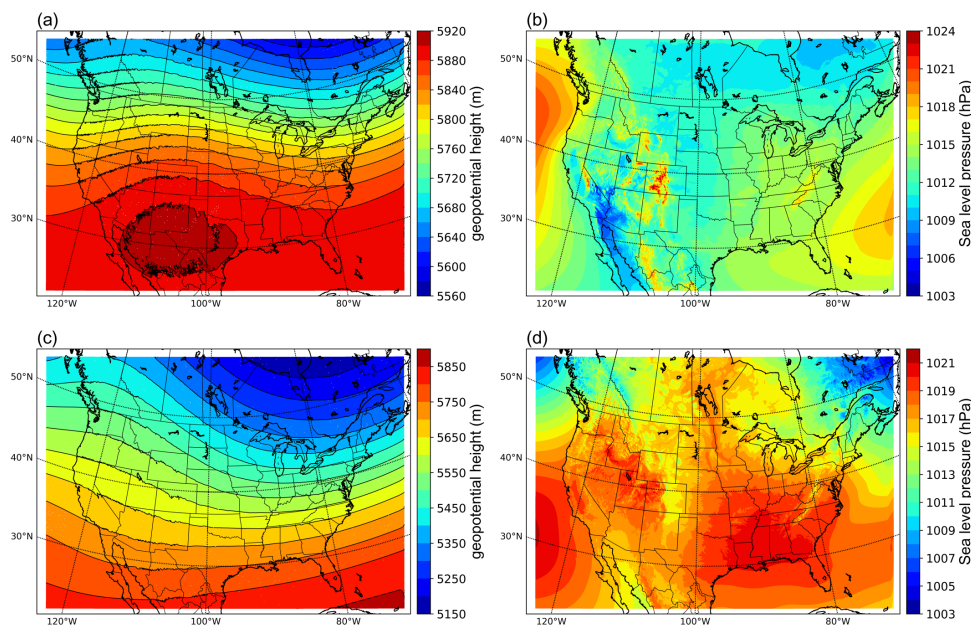 (a)
50°N
40°N
30°N
120°W
100°W
80°W
5920
5880
5840
5800
5760
5720
5680
5640
5600
5560
geopotential height (m)
(b)
50°N
40°N
30°N
120°W
100°W
80°W
1024
1021
1018
1015
1012
1009
1006
1003
Sea level pressure (hPa)
(c)
50°N
40°N
30°N
120°W
100°W
80°W
5850
5750
5650
5550
5450
5350
5250
5150
geopotential height (m)
(d)
50°N
40°N
30°N
120°W
100°W
80°W
1021
1019
1017
1015
1013
1011
1009
1007
1005
1003
Sea level pressure (hPa)